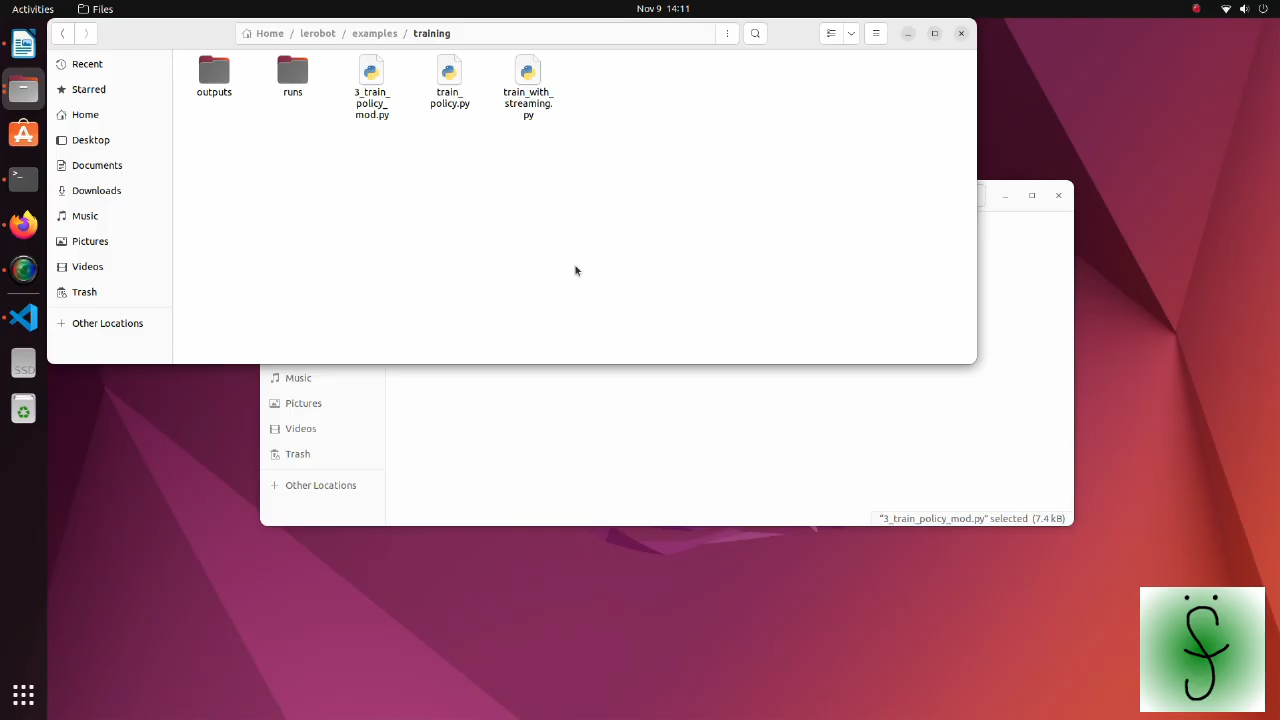 Activities Files Nov 9 14:11
Home / lerobot / examples / training
Recent
Starred
Home
Desktop
Documents
Downloads
Music
Pictures
Videos
Trash
Other Locations
outputs
runs
3_train_
policy_
mod.py
train_
policy.py
train_with_
streaming.
py
Music
Pictures
Videos
Trash
Other Locations
"3_train_policy_mod.py" selected (7.4 kB)
SSD